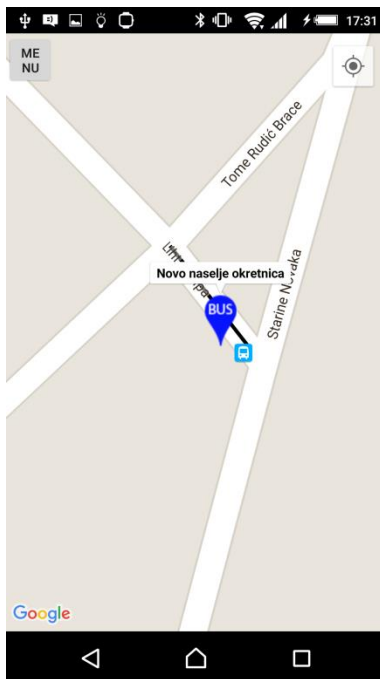 17:31
ME
NU
Tome Rudić Brace
Novo naselje okretnica
BUS
Starine Novaka
Google